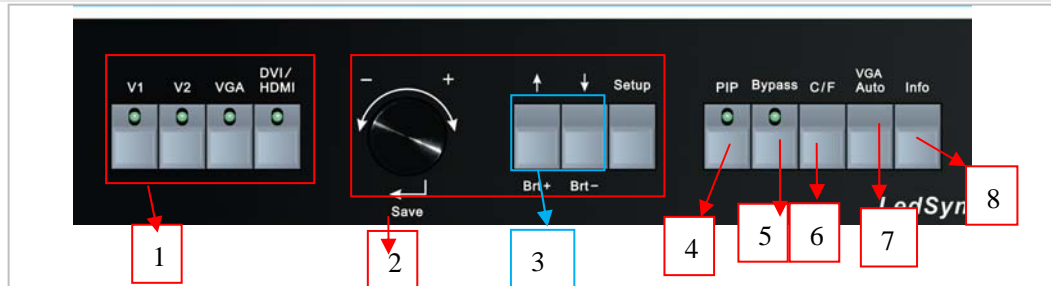 V1 V2 VGA DVI/
HDMI
- +
Setup
PIP Bypass C/F VGA
Auto Info
Brt+ Brt-
Save
LedSyn
1 2 3 4 5 6 7 8